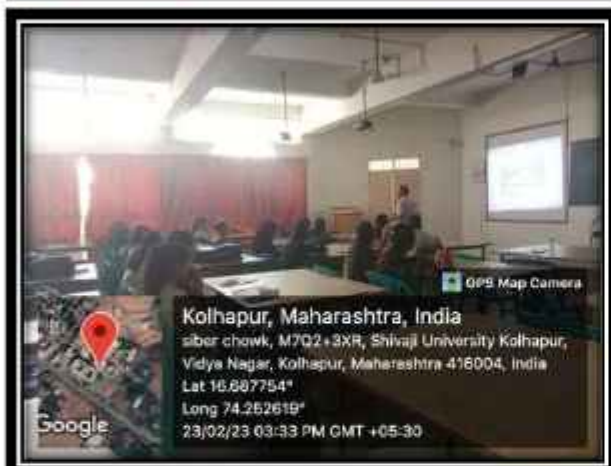 GPS Map Camera
Kolhapur, Maharashtra, India
siber chowk, M7Q2+3XR, Shivaji University Kolhapur,
Vidya Nagar, Kolhapur, Maharashtra 416004, India
Lat 16.687754°
Long 74.252619°
23/02/23 03:33 PM GMT +05:30
Google